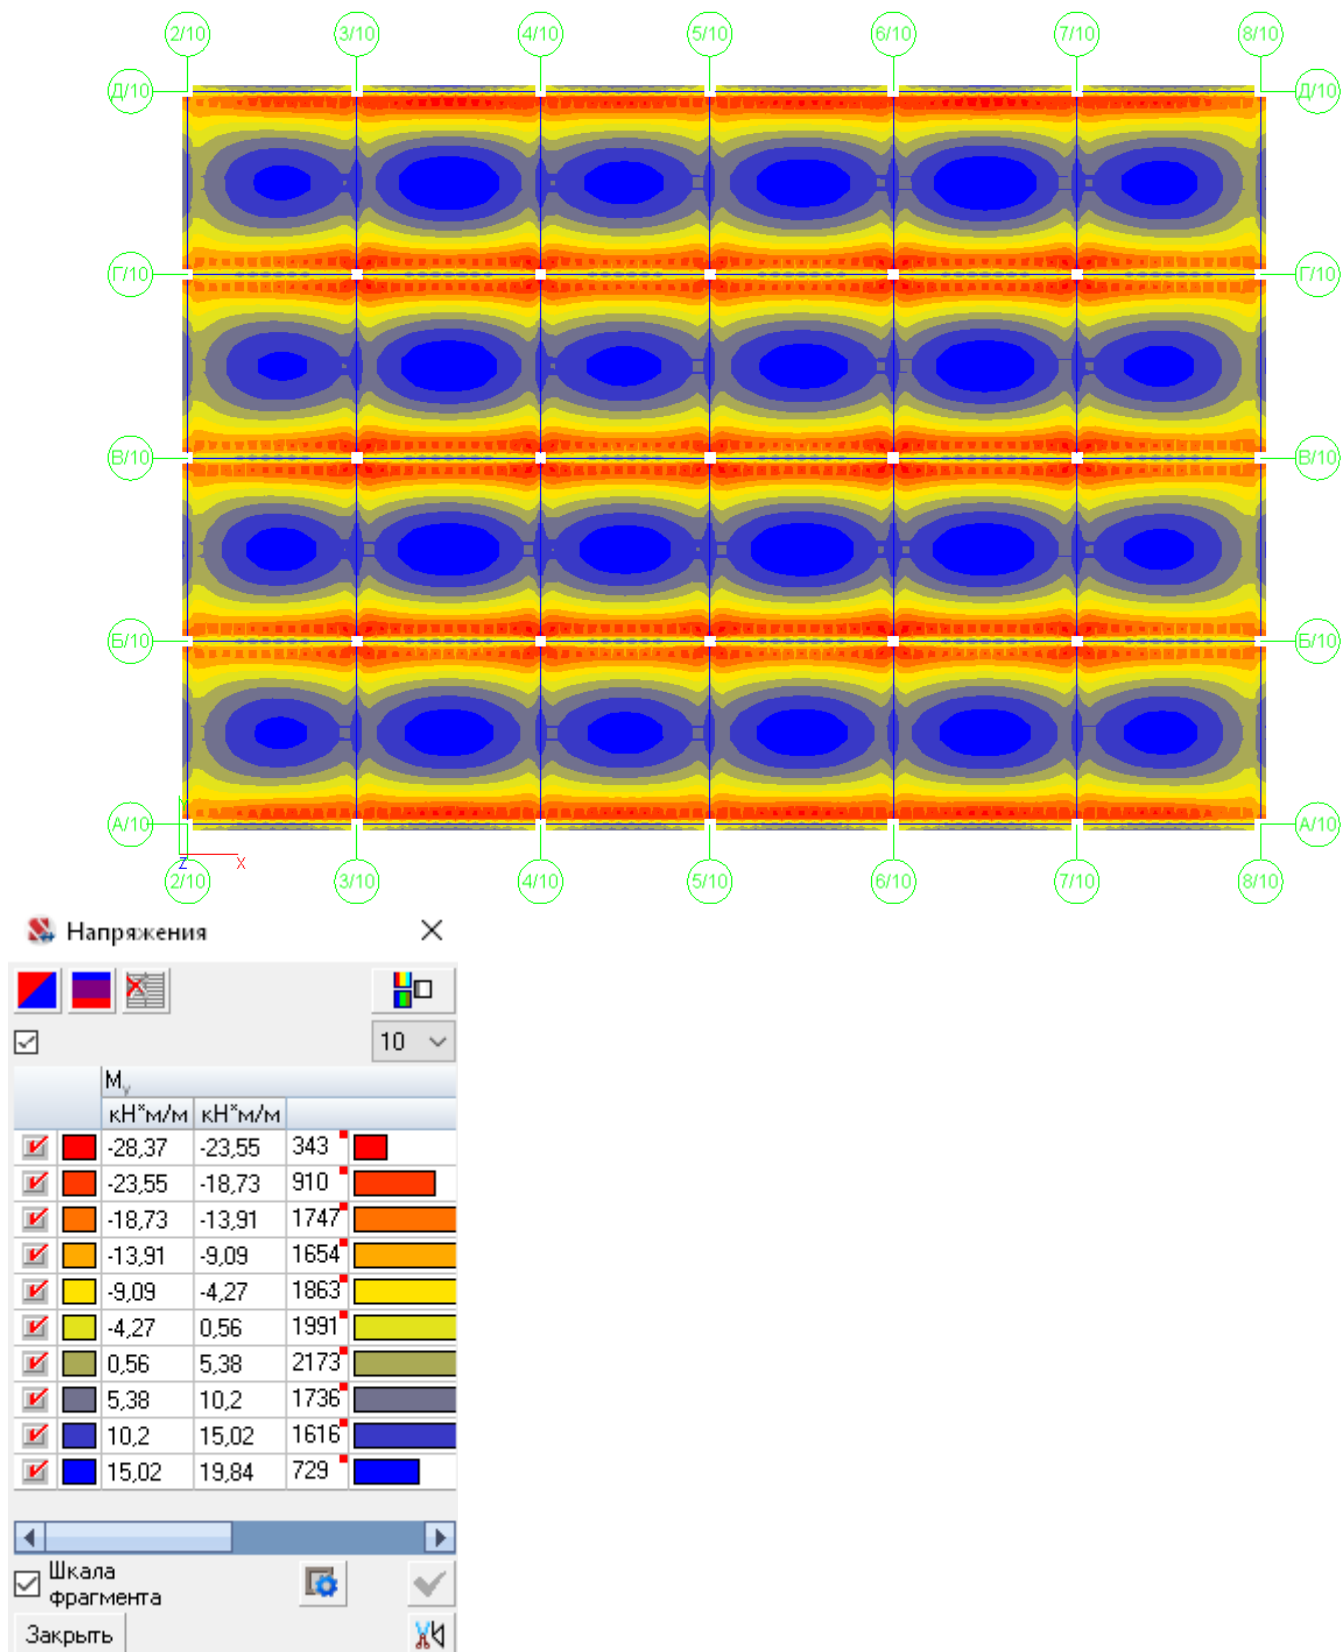 2/10 3/10 4/10 5/10 6/10 7/10 8/10
Д/10 Д/10
Г/10 Г/10
В/10 В/10
Б/10 Б/10
Y
А/10 А/10
Z X
2/10 3/10 4/10 5/10 6/10 7/10 8/10
Напряжения
10
My
кН*м/м кН*м/м
-28,37 -23,55 343
-23,55 -18,73 910
-18,73 -13,91 1747
-13,91 -9,09 1654
-9,09 -4,27 1863
-4,27 0,56 1991
0,56 5,38 2173
5,38 10,2 1736
10,2 15,02 1616
15,02 19,84 729
Шкала
фрагмента
Закрыть